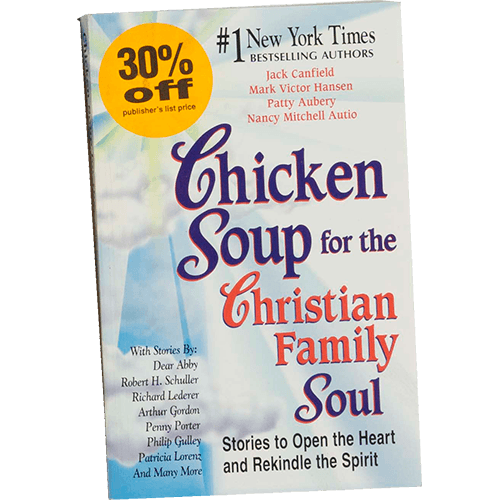 30%
off
publisher's list price
#1 New York Times
BESTSELLING AUTHORS
Jack Canfield
Mark Victor Hansen
Patty Aubery
Nancy Mitchell Autio
Chicken
Soup for the
Christian
Family
Soul
With Stories By:
Dear Abby
Robert H. Schuller
Richard Lederer
Arthur Gordon
Penny Porter
Philip Gulley
Patricia Lorenz
And Many More
Stories to Open the Heart
and Rekindle the Spirit